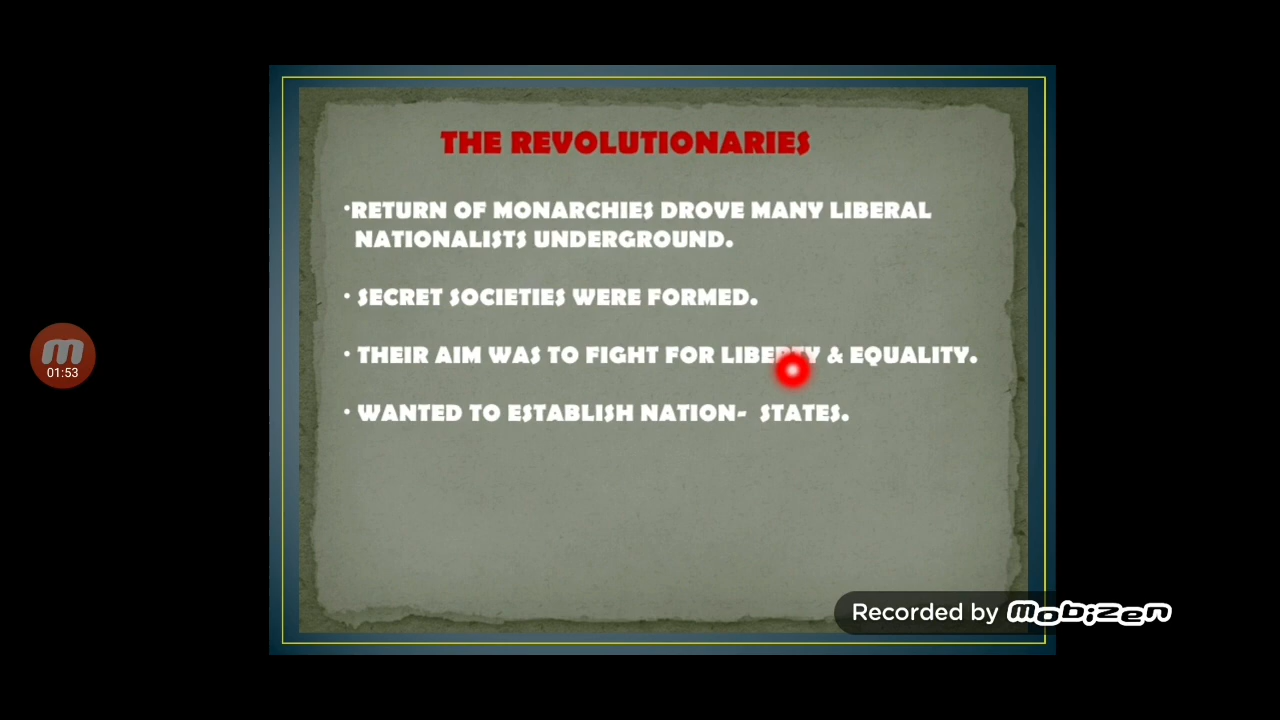 THE REVOLUTIONARIES
•RETURN OF MONARCHIES DROVE MANY LIBERAL
NATIONALISTS UNDERGROUND.
• SECRET SOCIETIES WERE FORMED.
• THEIR AIM WAS TO FIGHT FOR LIBERTY & EQUALITY.
• WANTED TO ESTABLISH NATION- STATES.
m
01:53
Recorded by mobizen